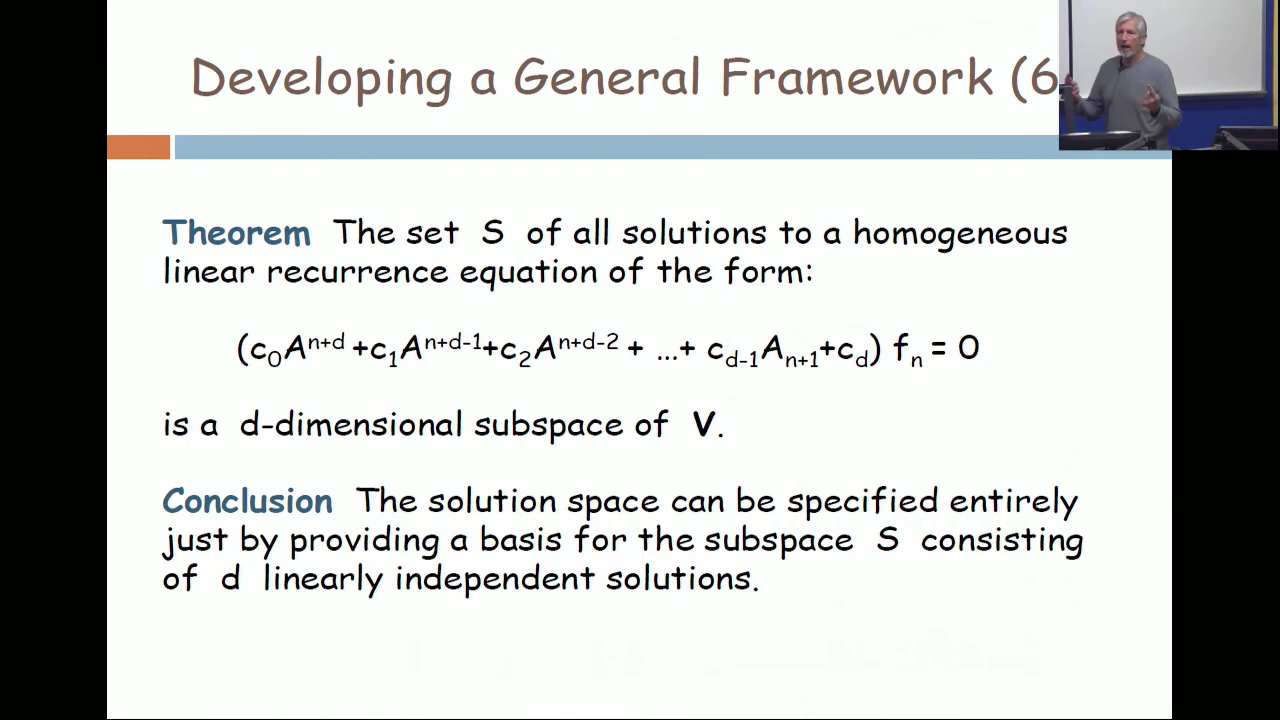 Developing a General Framework (6
Theorem The set S of all solutions to a homogeneous
linear recurrence equation of the form:
(c₀Aⁿ⁺ᵈ +c₁Aⁿ⁺ᵈ⁻¹+c₂Aⁿ⁺ᵈ⁻² + ...+ c_{d-1}A_{n+1}+c_d) f_n = 0
is a d-dimensional subspace of V.
Conclusion The solution space can be specified entirely
just by providing a basis for the subspace S consisting
of d linearly independent solutions.